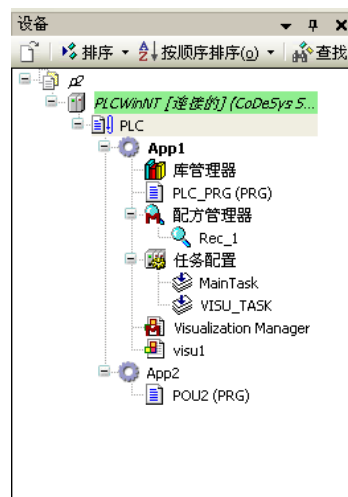 设备
排序 按顺序排序(o) 查找
p2
PLCWinNT [连接的] (CoDeSys 5...
PLC
App1
库管理器
PLC_PRG (PRG)
配方管理器
Rec_1
任务配置
MainTask
VISU_TASK
Visualization Manager
visu1
App2
POU2 (PRG)